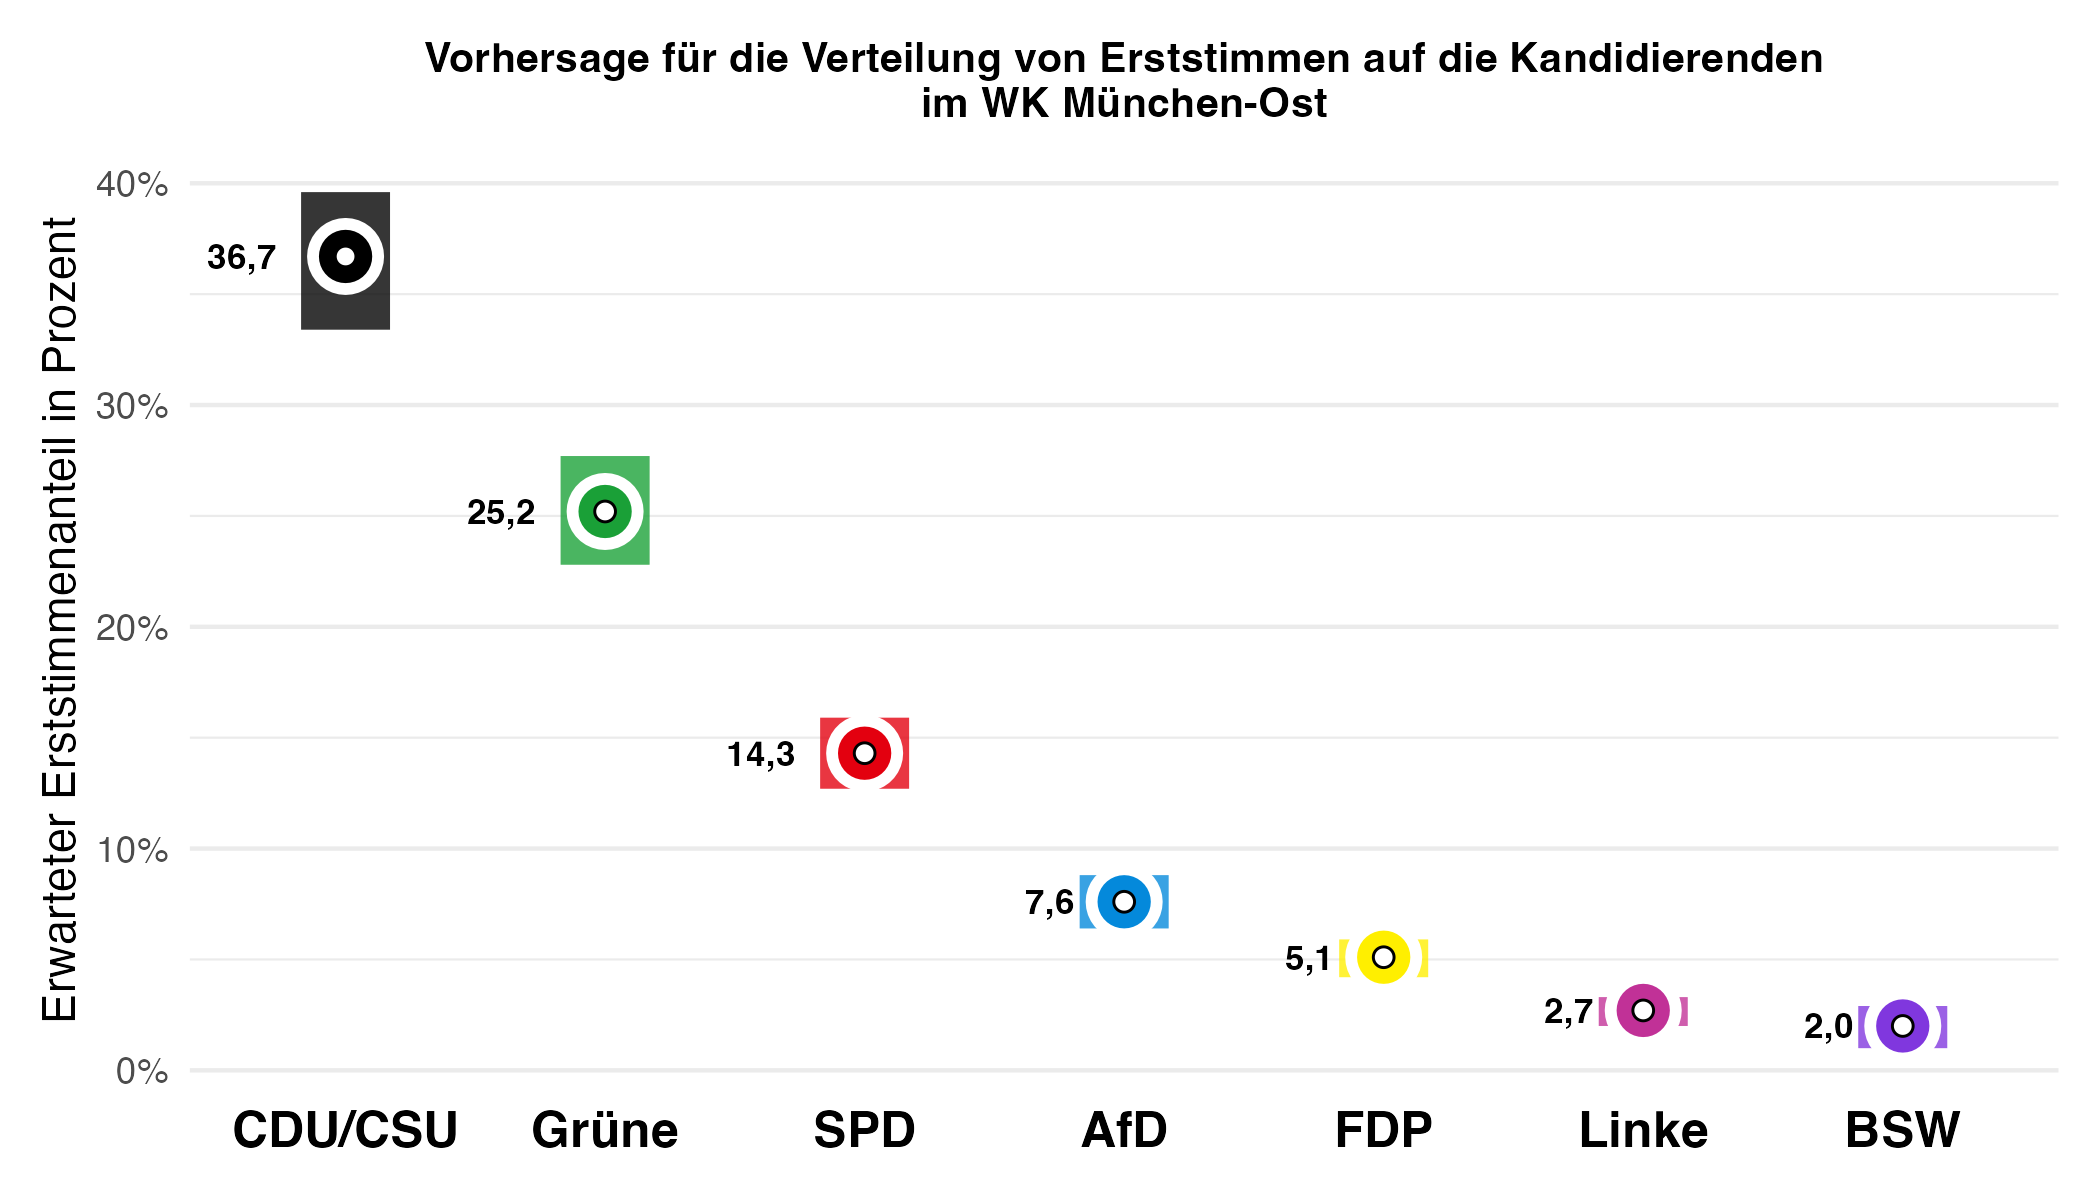 Vorhersage für die Verteilung von Erststimmen auf die Kandidierenden
im WK München-Ost
Erwarteter Erststimmenanteil in Prozent
40%
30%
20%
10%
0%
36,7
25,2
14,3
7,6
5,1
2,7
2,0
CDU/CSU
Grüne
SPD
AfD
FDP
Linke
BSW